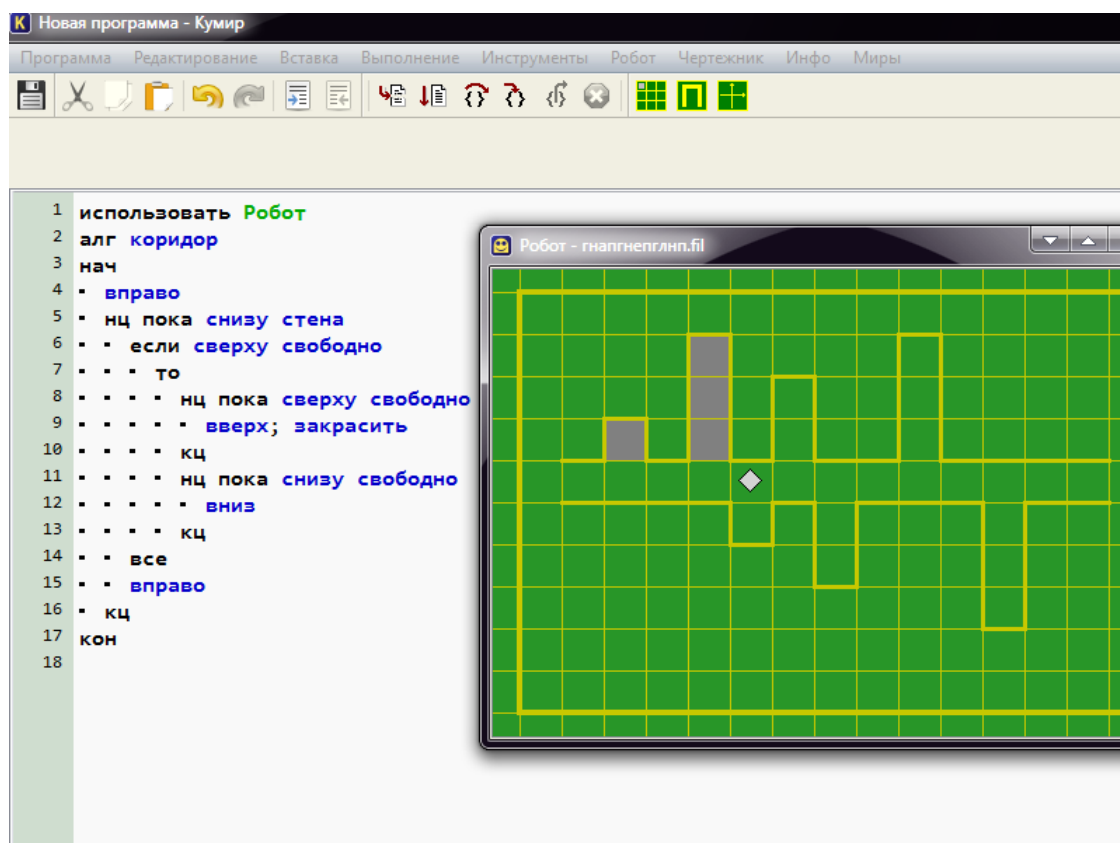 Новая программа - Кумир
Программа Редактирование Вставка Выполнение Инструменты Робот Чертежник Инфо Миры
1 использовать Робот
2 алг коридор
3 нач
4 ▪ вправо
5 ▪ нц пока снизу стена
6 ▪ ▪ если сверху свободно
7 ▪ ▪ ▪ то
8 ▪ ▪ ▪ ▪ нц пока сверху свободно
9 ▪ ▪ ▪ ▪ ▪ вверх; закрасить
10 ▪ ▪ ▪ ▪ кц
11 ▪ ▪ ▪ ▪ нц пока снизу свободно
12 ▪ ▪ ▪ ▪ ▪ вниз
13 ▪ ▪ ▪ ▪ кц
14 ▪ ▪ все
15 ▪ ▪ вправо
16 ▪ кц
17 кон
18
Робот - гнапгнепглнп.fil